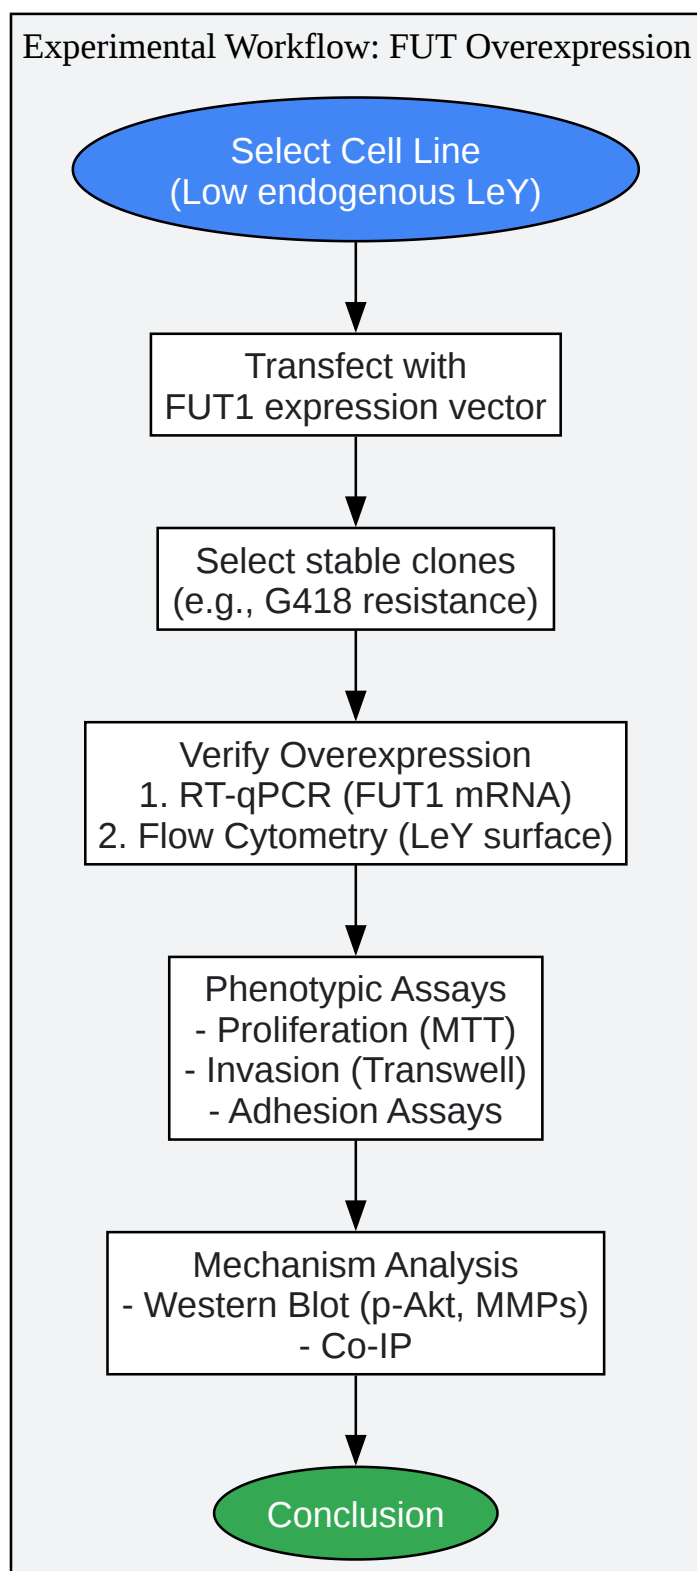 Experimental Workflow: FUT Overexpression
Select Cell Line
(Low endogenous LeY)
Transfect with
FUT1 expression vector
Select stable clones
(e.g., G418 resistance)
Verify Overexpression
1. RT-qPCR (FUT1 mRNA)
2. Flow Cytometry (LeY surface)
Phenotypic Assays
- Proliferation (MTT)
- Invasion (Transwell)
- Adhesion Assays
Mechanism Analysis
- Western Blot (p-Akt, MMPs)
- Co-IP
Conclusion